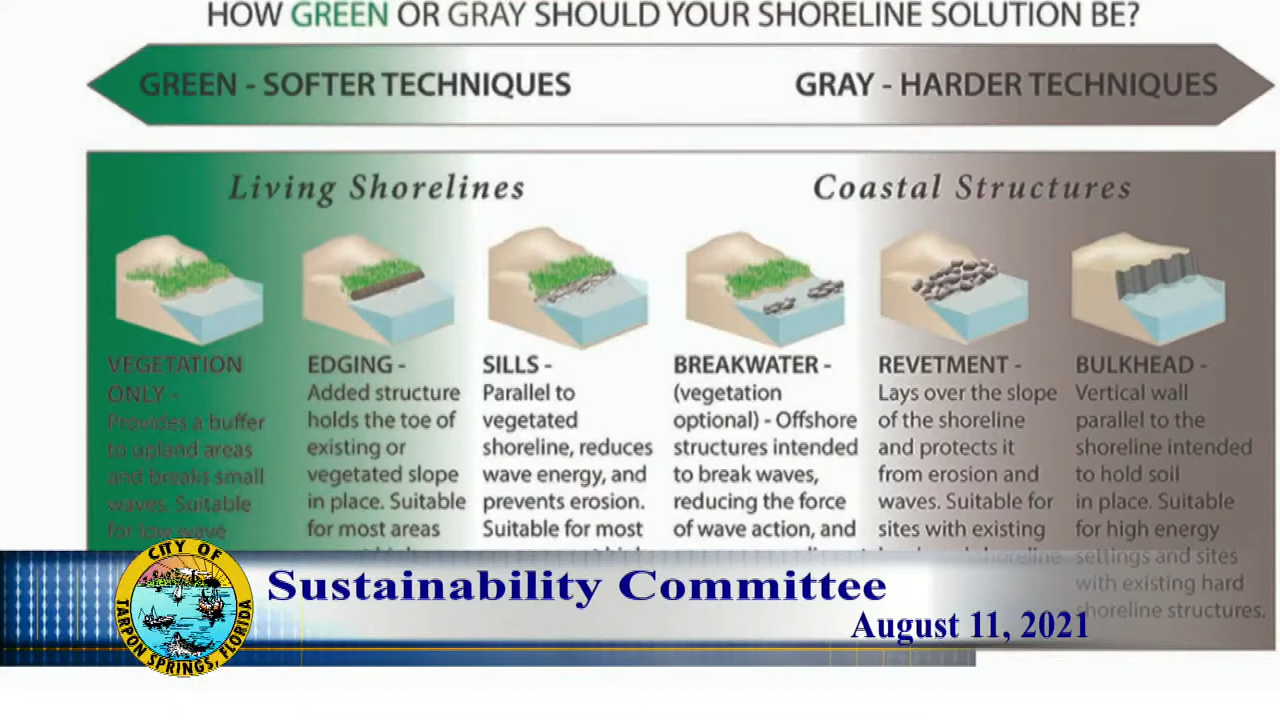 HOW GREEN OR GRAY SHOULD YOUR SHORELINE SOLUTION BE?
GREEN - SOFTER TECHNIQUES
GRAY - HARDER TECHNIQUES
Living Shorelines
Coastal Structures
VEGETATION
ONLY -
Provides a buffer
to upland areas
and breaks small
waves. Suitable
for low wave
EDGING -
Added structure
holds the toe of
existing or
vegetated slope
in place. Suitable
for most areas
SILLS -
Parallel to
vegetated
shoreline, reduces
wave energy, and
prevents erosion.
Suitable for most
BREAKWATER -
(vegetation
optional) - Offshore
structures intended
to break waves,
reducing the force
of wave action, and
REVETMENT -
Lays over the slope
of the shoreline
and protects it
from erosion and
waves. Suitable for
sites with existing
shoreline
BULKHEAD -
Vertical wall
parallel to the
shoreline intended
to hold soil
in place. Suitable
for high energy
settings and sites
with existing hard
shoreline structures.
CITY OF
TARPON SPRINGS, FLORIDA
Sustainability Committee
August 11, 2021